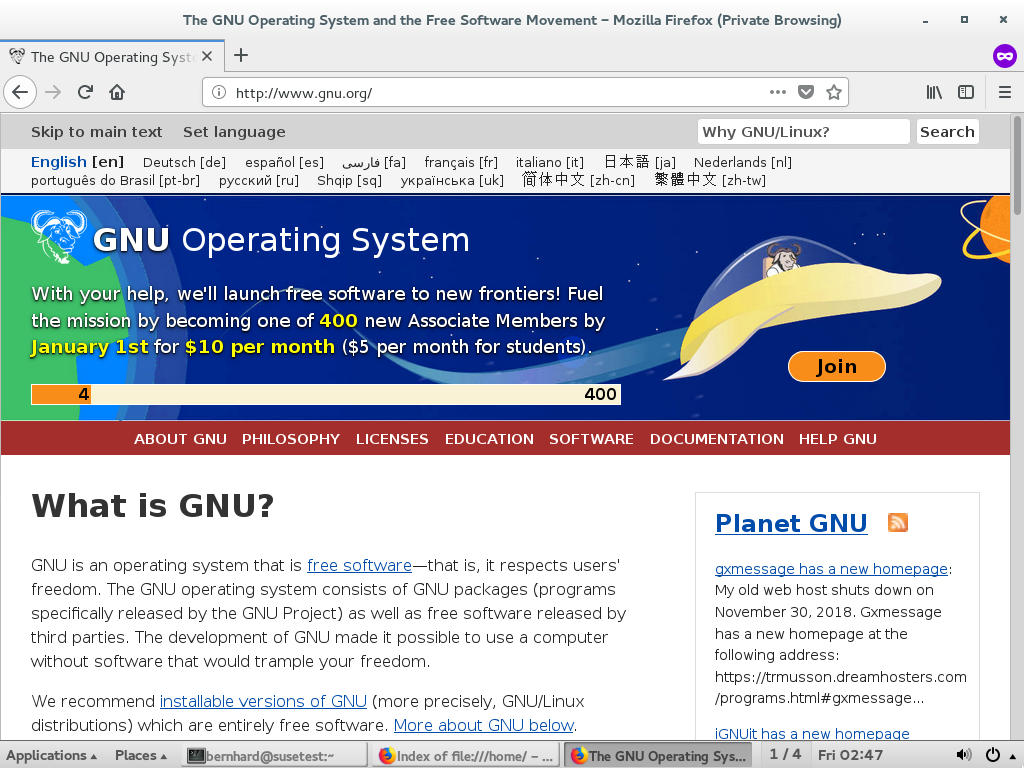 The GNU Operating System and the Free Software Movement – Mozilla Firefox (Private Browsing)
The GNU Operating Syst
http://www.gnu.org/
Skip to main text Set language Why GNU/Linux? Search
English [en] Deutsch [de] español [es] فارسی [fa] français [fr] italiano [it] 日本語 [ja] Nederlands [nl]
português do Brasil [pt-br] русский [ru] Shqip [sq] українська [uk] 简体中文 [zh-cn] 繁體中文 [zh-tw]
GNU Operating System
With your help, we'll launch free software to new frontiers! Fuel
the mission by becoming one of 400 new Associate Members by
January 1st for $10 per month ($5 per month for students).
Join
4 400
ABOUT GNU PHILOSOPHY LICENSES EDUCATION SOFTWARE DOCUMENTATION HELP GNU
What is GNU?
GNU is an operating system that is free software—that is, it respects users'
freedom. The GNU operating system consists of GNU packages (programs
specifically released by the GNU Project) as well as free software released by
third parties. The development of GNU made it possible to use a computer
without software that would trample your freedom.
We recommend installable versions of GNU (more precisely, GNU/Linux
distributions) which are entirely free software. More about GNU below.
Planet GNU
gxmessage has a new homepage:
My old web host shuts down on
November 30, 2018. Gxmessage
has a new homepage at the
following address:
https://trmusson.dreamhosters.com
/programs.html#gxmessage...
iGNUit has a new homepage
Applications Places bernhard@susetest:~ Index of file:///home/ – ... The GNU Operating Sys... 1 / 4 Fri 02:47